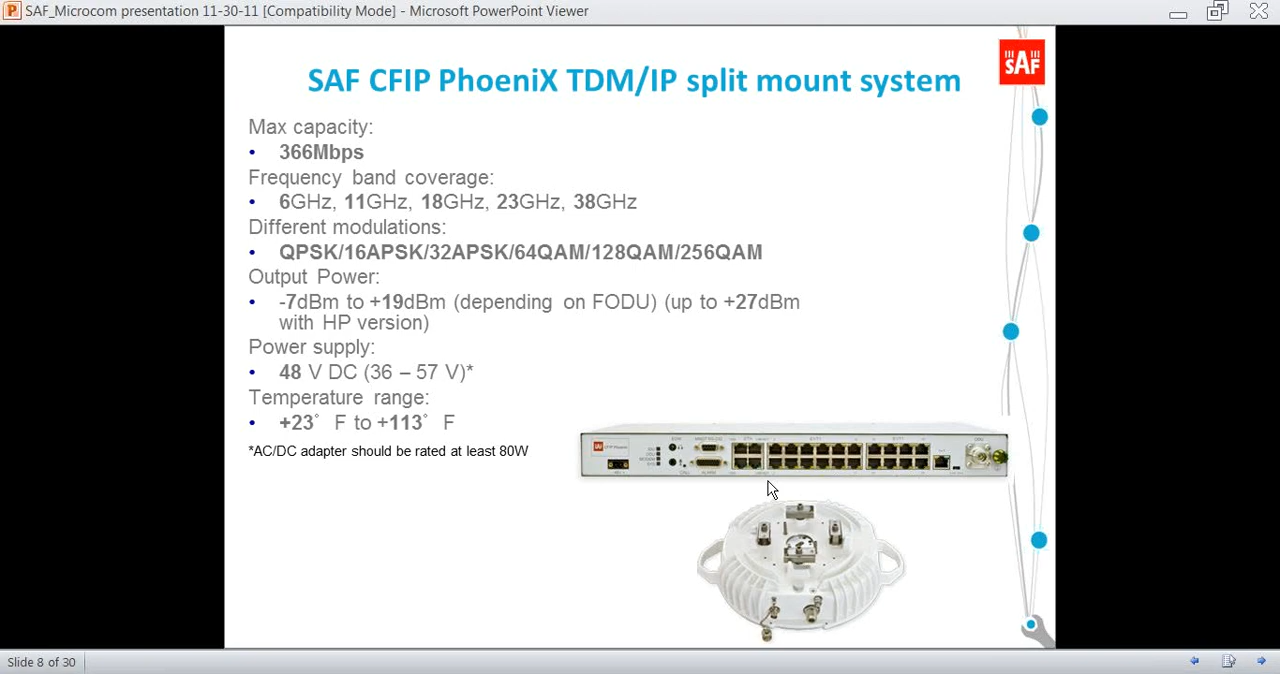 SAF_Microcom presentation 11-30-11 [Compatibility Mode] - Microsoft PowerPoint Viewer
SAF
SAF CFIP PhoeniX TDM/IP split mount system
Max capacity:
• 366Mbps
Frequency band coverage:
• 6GHz, 11GHz, 18GHz, 23GHz, 38GHz
Different modulations:
• QPSK/16APSK/32APSK/64QAM/128QAM/256QAM
Output Power:
• -7dBm to +19dBm (depending on FODU) (up to +27dBm
with HP version)
Power supply:
• 48 V DC (36 – 57 V)*
Temperature range:
• +23° F to +113° F
*AC/DC adapter should be rated at least 80W
SAF
ALARM
Slide 8 of 30